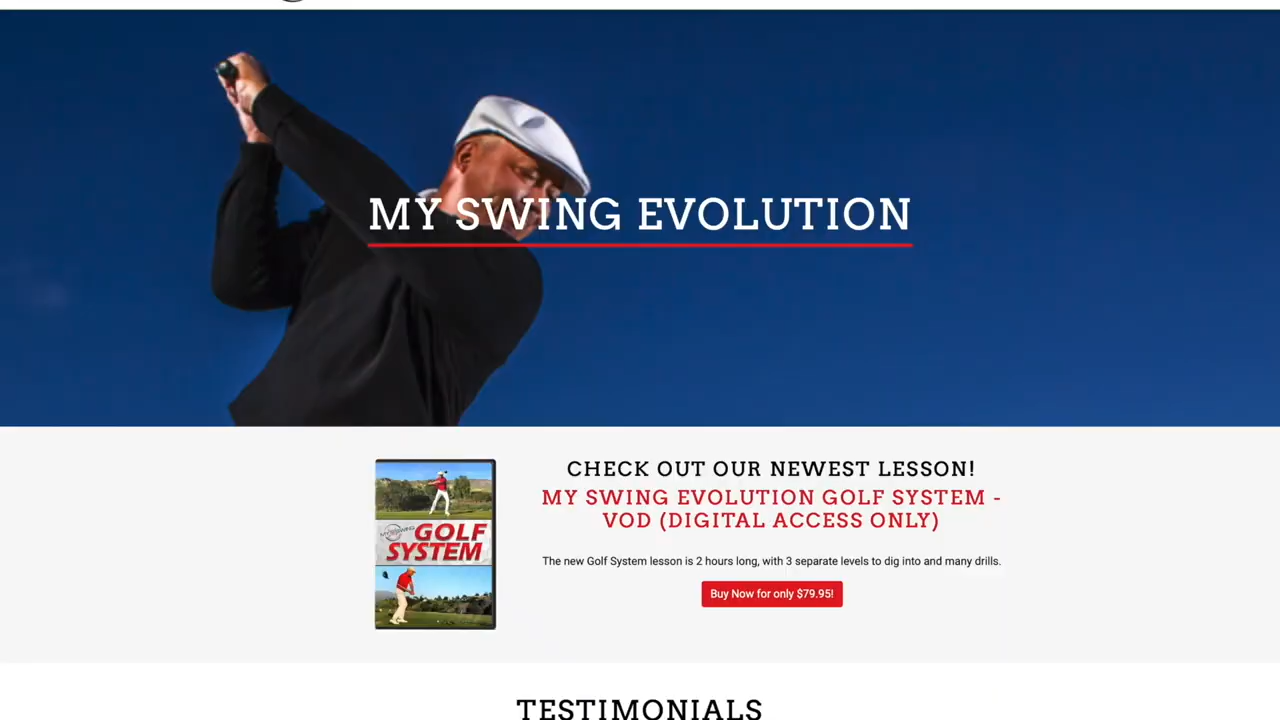 MY SWING EVOLUTION
CHECK OUT OUR NEWEST LESSON!
MY SWING EVOLUTION GOLF SYSTEM -
VOD (DIGITAL ACCESS ONLY)
MY SWING
GOLF
SYSTEM
The new Golf System lesson is 2 hours long, with 3 separate levels to dig into and many drills.
Buy Now for only $79.95!
TESTIMONIALS